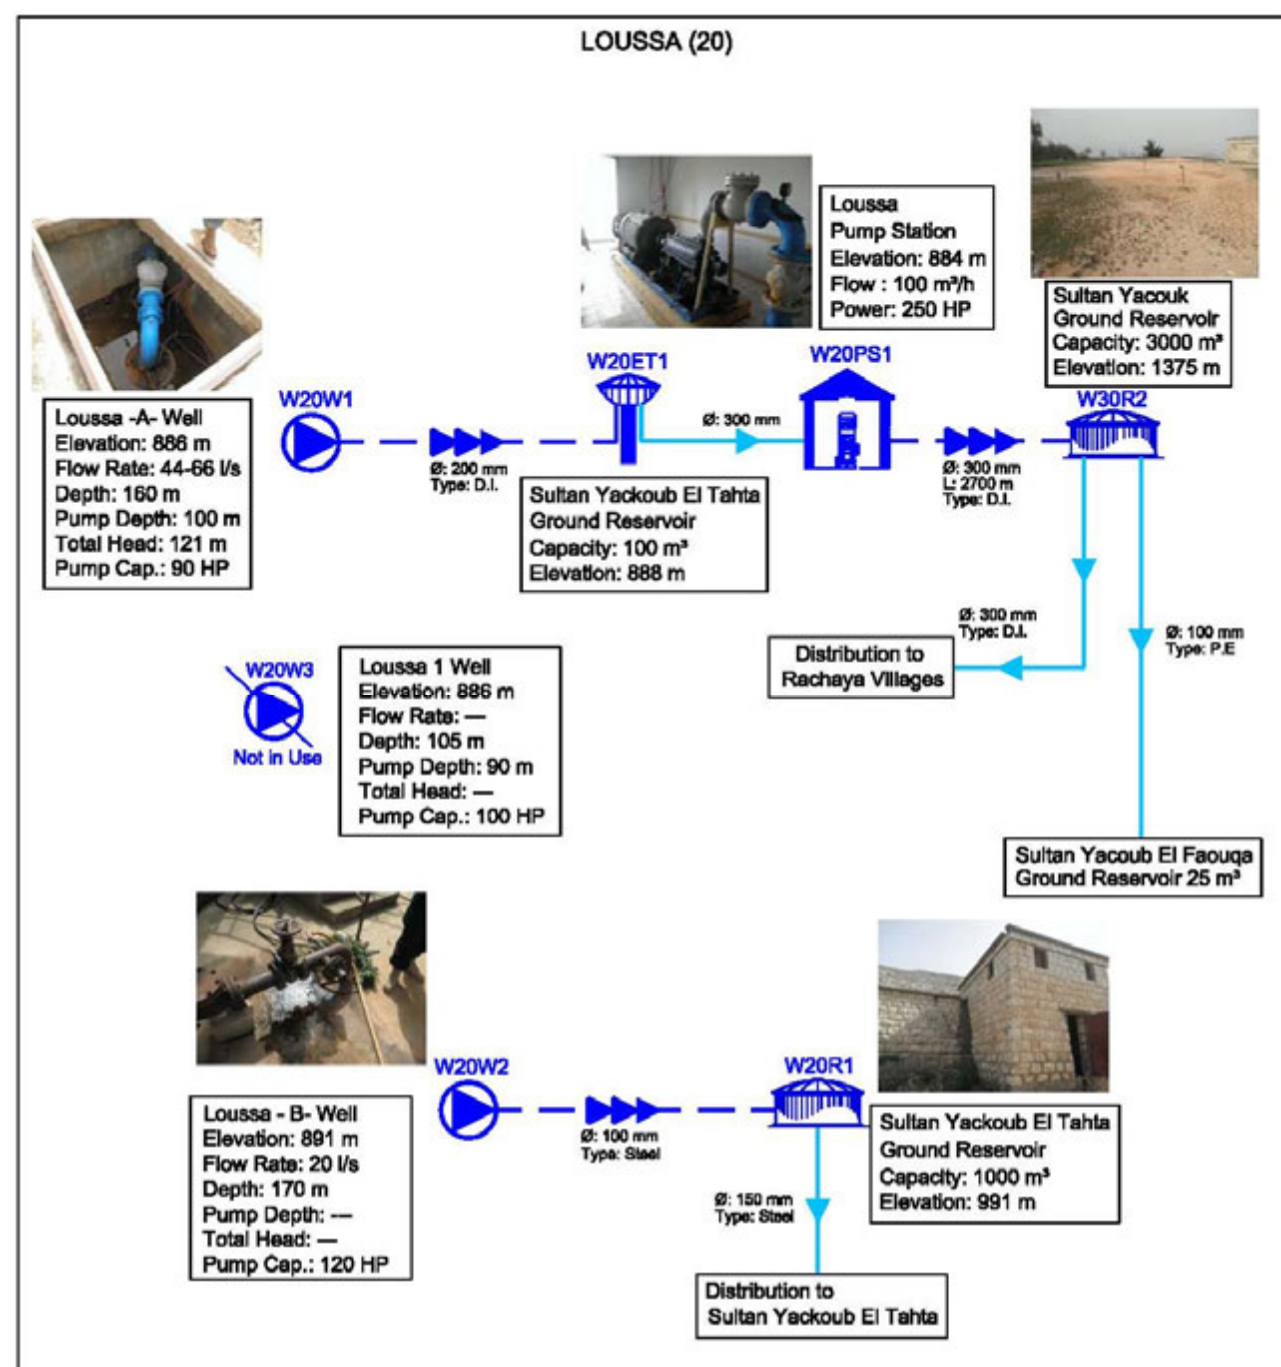 LOUSSA (20)
Loussa
Pump Station
Elevation: 884 m
Flow : 100 m³/h
Power: 250 HP
Sultan Yacouk
Ground Reservoir
Capacity: 3000 m³
Elevation: 1375 m
W20W1
W20ET1
W20PS1
W30R2
Loussa -A- Well
Elevation: 886 m
Flow Rate: 44-66 l/s
Depth: 160 m
Pump Depth: 100 m
Total Head: 121 m
Pump Cap.: 90 HP
Ø: 200 mm
Type: D.I.
Ø: 300 mm
Ø: 300 mm
L: 2700 m
Type: D.I.
Sultan Yackoub El Tahta
Ground Reservoir
Capacity: 100 m³
Elevation: 888 m
Ø: 300 mm
Type: D.I.
Ø: 100 mm
Type: P.E
Distribution to
Rachaya Villages
W20W3
Not in Use
Loussa 1 Well
Elevation: 886 m
Flow Rate: —
Depth: 105 m
Pump Depth: 90 m
Total Head: —
Pump Cap.: 100 HP
Sultan Yacoub El Faouqa
Ground Reservoir 25 m³
W20W2
W20R1
Loussa - B- Well
Elevation: 891 m
Flow Rate: 20 l/s
Depth: 170 m
Pump Depth: ---
Total Head: —
Pump Cap.: 120 HP
Ø: 100 mm
Type: Steel
Sultan Yackoub El Tahta
Ground Reservoir
Capacity: 1000 m³
Elevation: 991 m
Ø: 150 mm
Type: Steel
Distribution to
Sultan Yackoub El Tahta